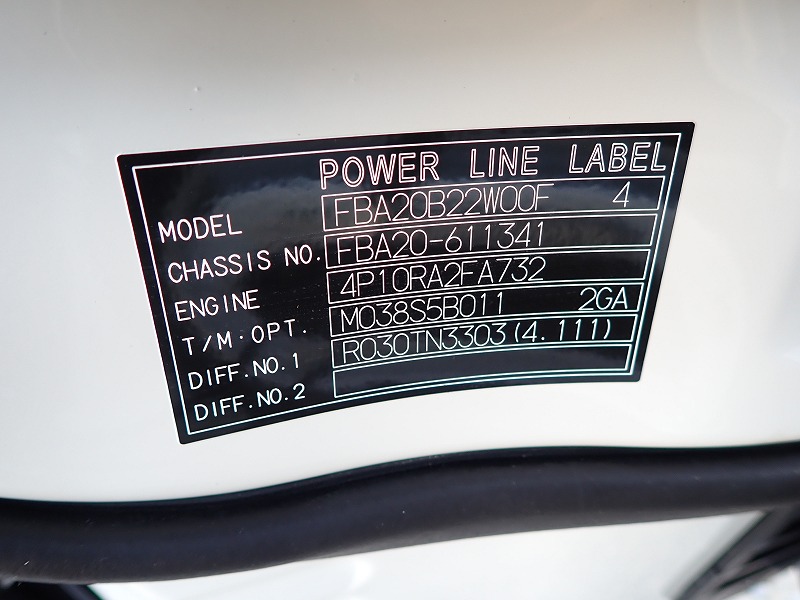 POWER LINE LABEL
MODEL FBA20B22W00F 4
CHASSIS NO. FBA20-611341
ENGINE 4P10RA2FA732
T/M·OPT. M038S5B011 2GA
DIFF.NO.1 R030TN3303(4.111)
DIFF.NO.2